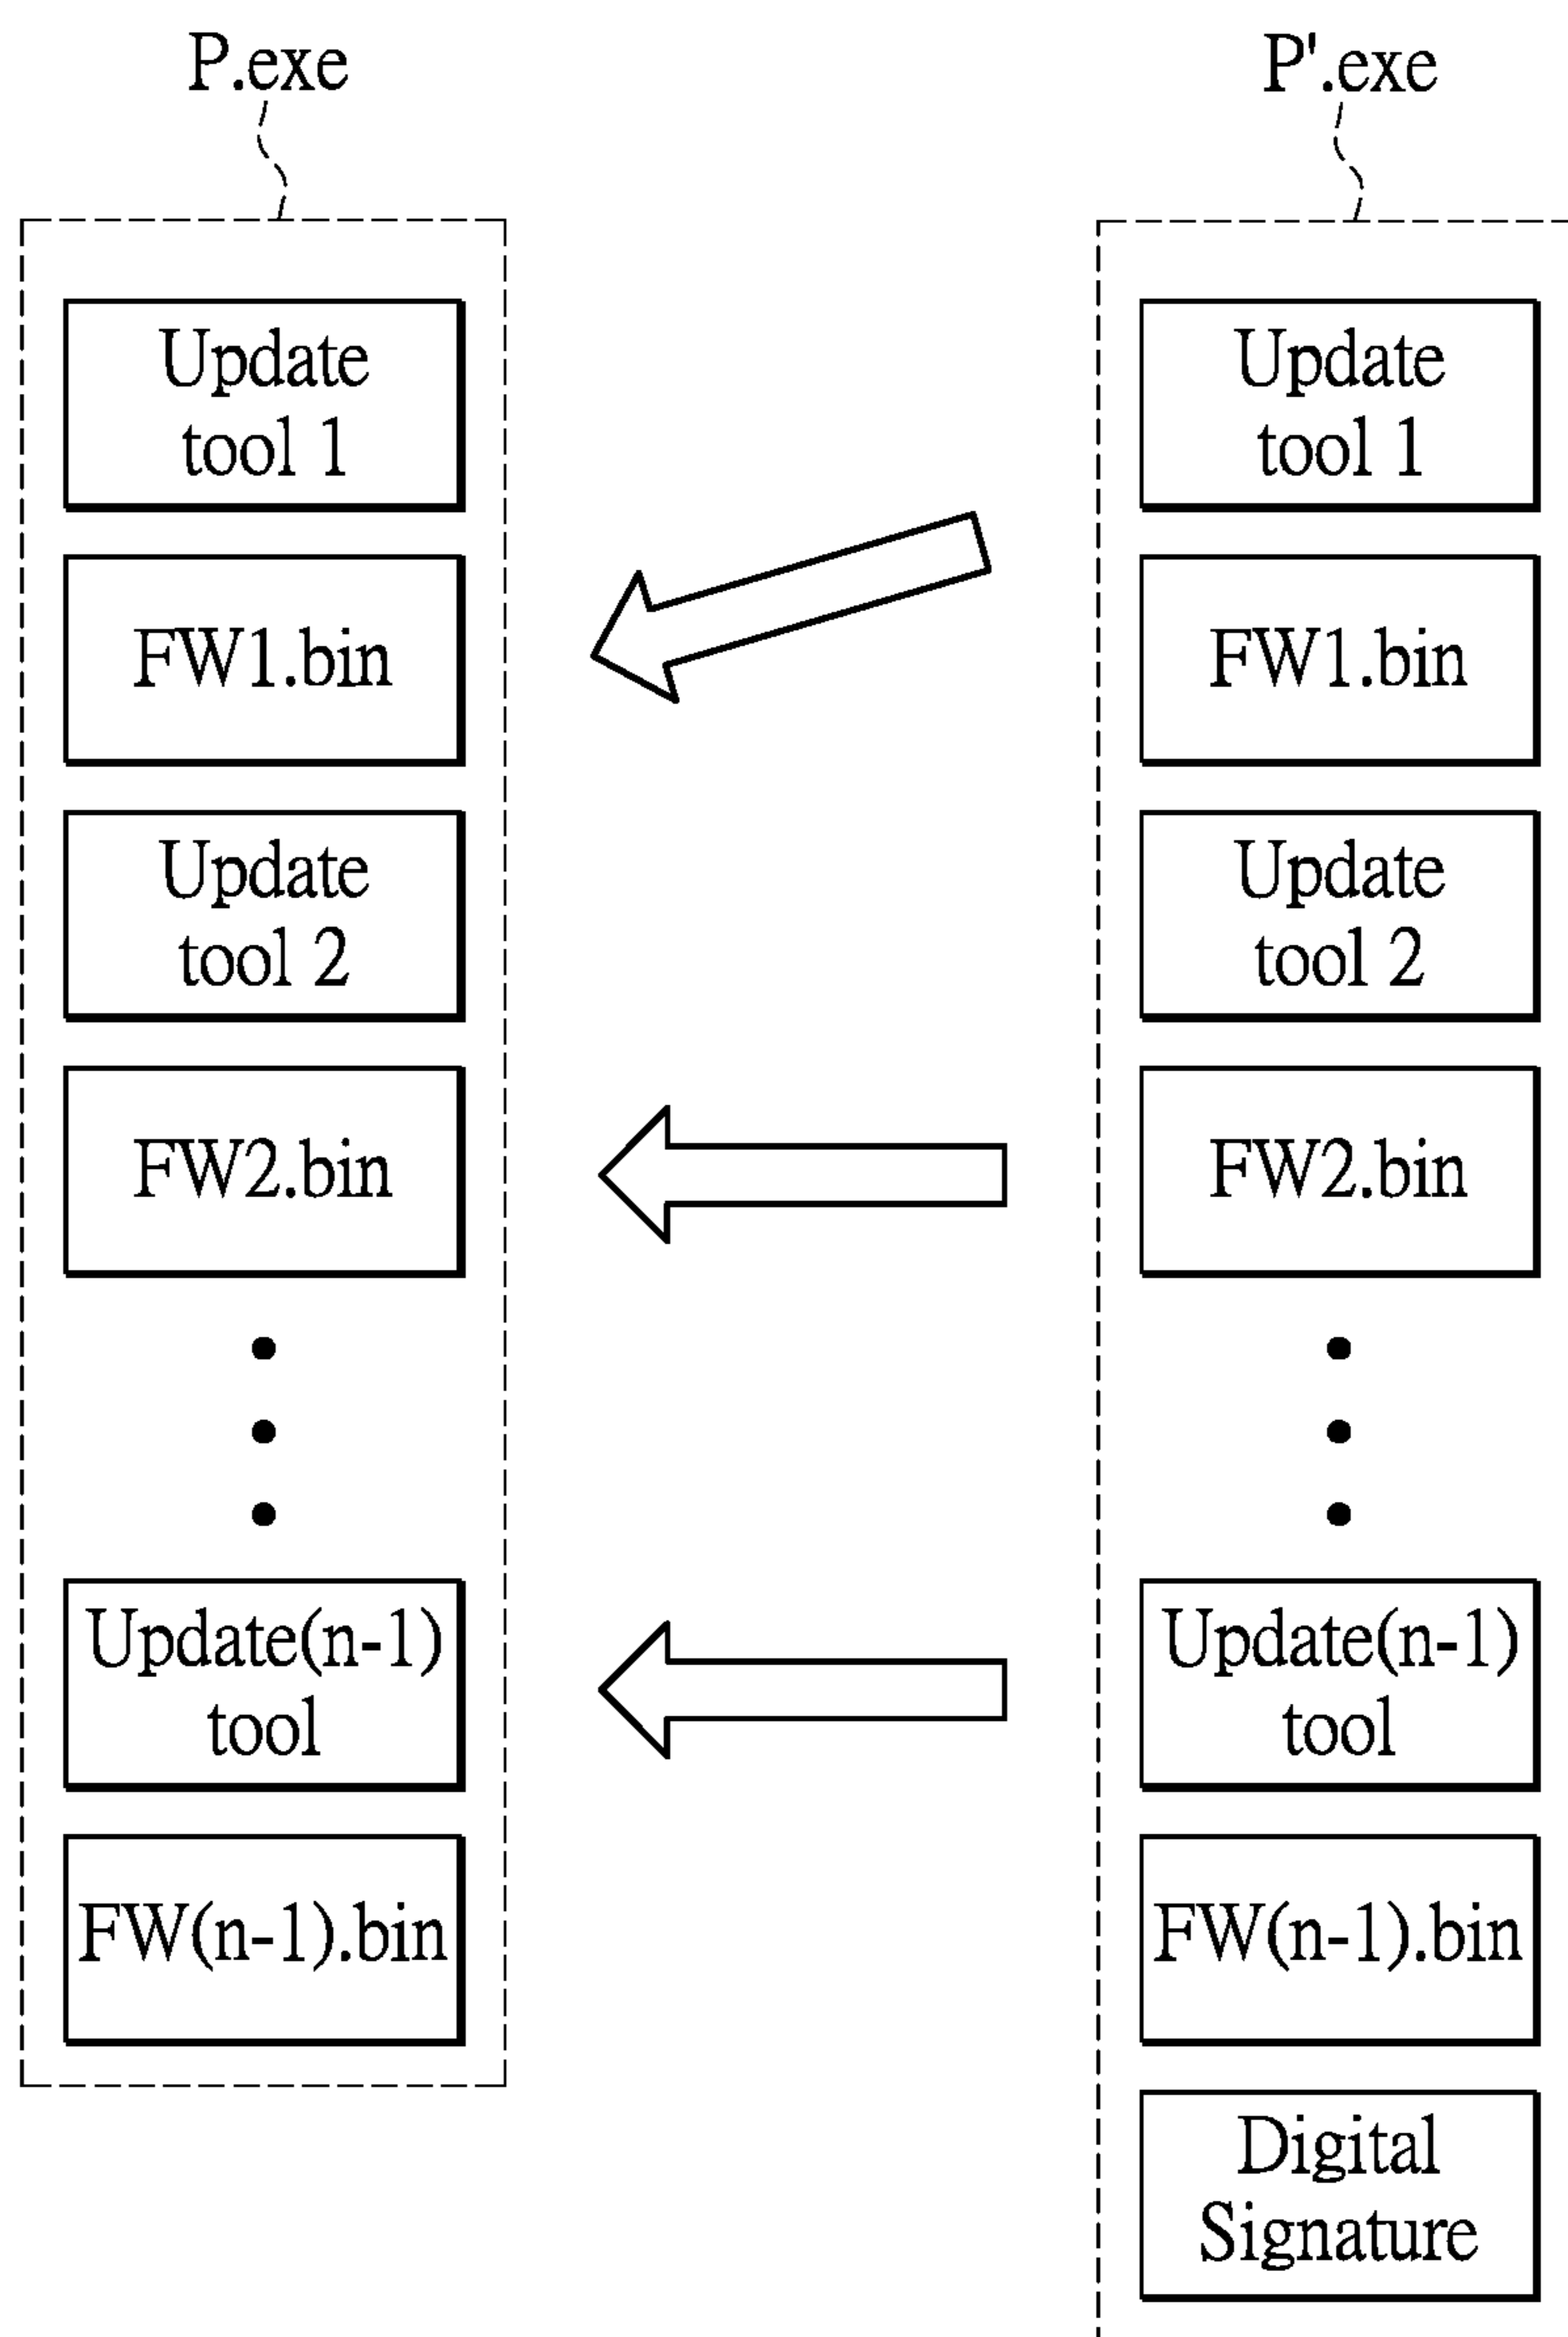 P.exe
Update
tool 1
FW1.bin
Update
tool 2
FW2.bin
Update(n-1)
tool
FW(n-1).bin
P'.exe
Update
tool 1
FW1.bin
Update
tool 2
FW2.bin
Update(n-1)
tool
FW(n-1).bin
Digital
Signature